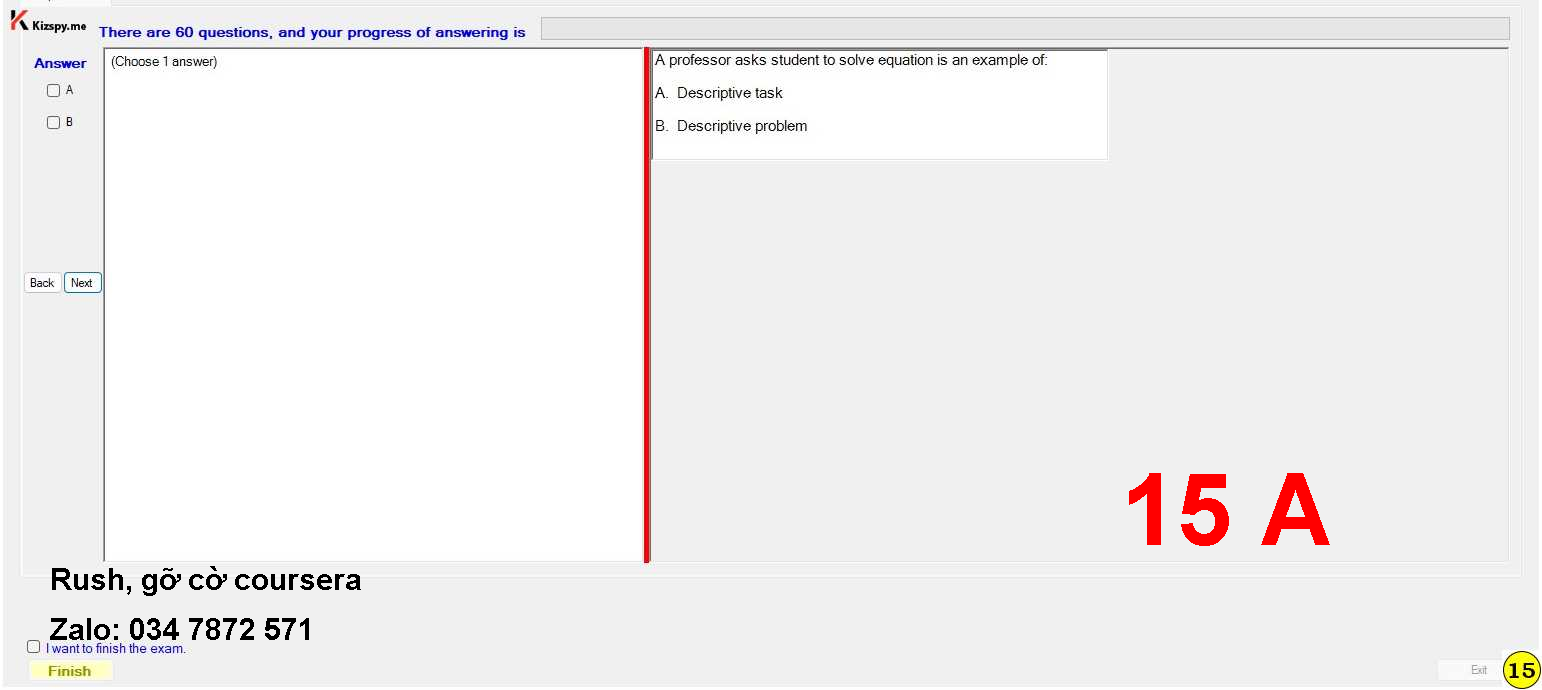 Kizspy.me
There are 60 questions, and your progress of answering is
Answer
(Choose 1 answer)
A
B
Back
Next
A professor asks student to solve equation is an example of:
A. Descriptive task
B. Descriptive problem
15 A
Rush, gỡ cờ coursera
Zalo: 034 7872 571
I want to finish the exam.
Finish
Exit
15